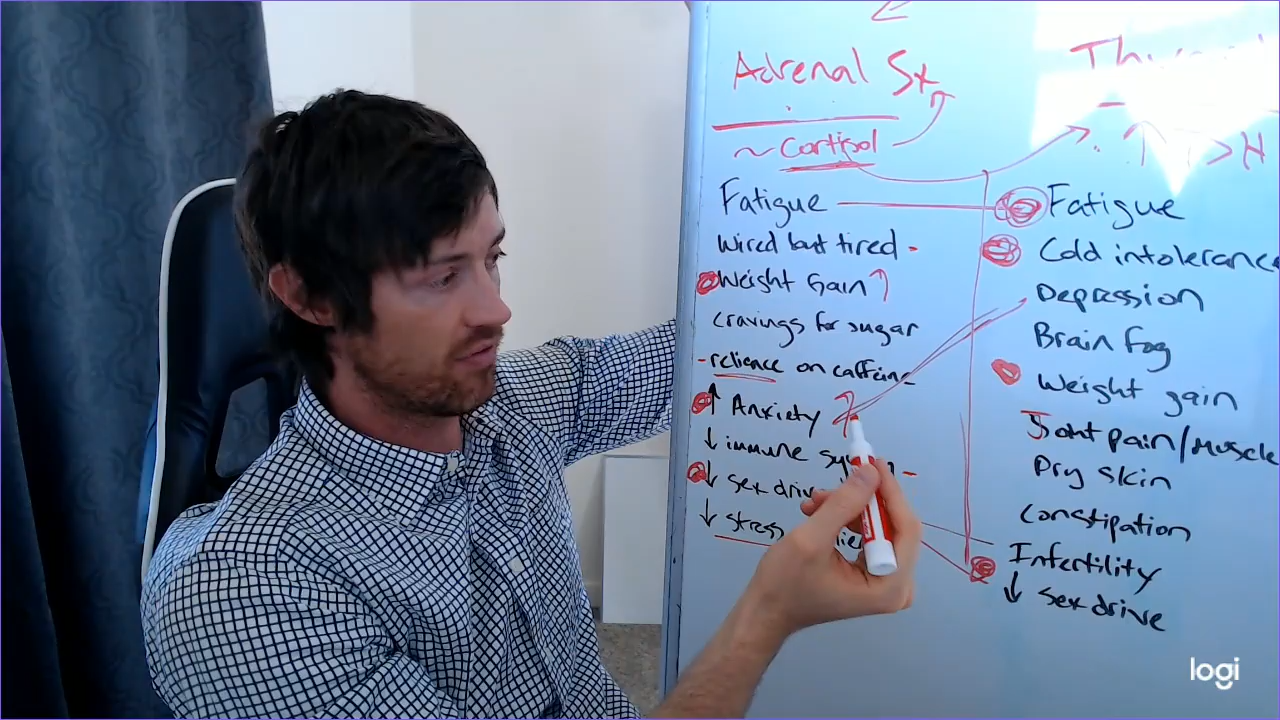 Adrenal Sx
~ Cortisol
Fatigue
Wired but tired
Weight Gain ↑
Cravings for sugar
- reliance on caffeine
↑ Anxiety ↑
↓ immune
↓ sex drive
↓ stress
> H
Fatigue
Cold intolerance
Depression
Brain fog
Weight gain
Joint pain/Muscle
Dry skin
Constipation
Infertility
↓ sex drive
logi